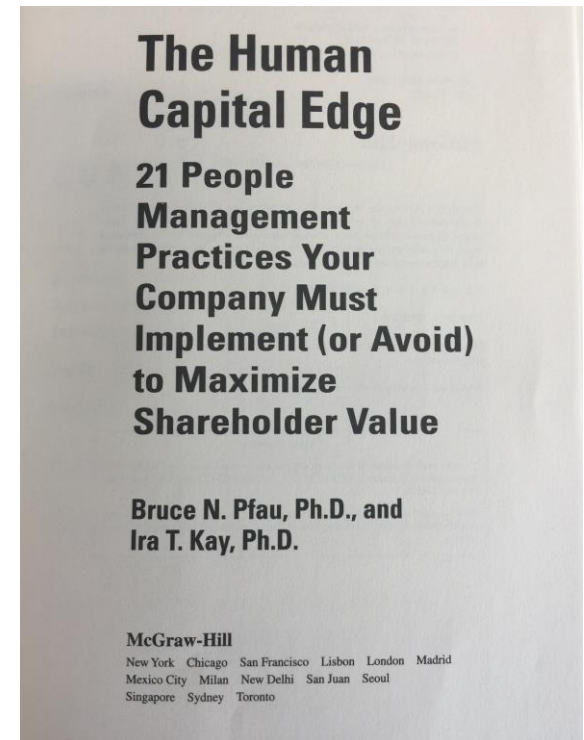 The Human
Capital Edge
21 People
Management
Practices Your
Company Must
Implement (or Avoid)
to Maximize
Shareholder Value
Bruce N. Pfau, Ph.D., and
Ira T. Kay, Ph.D.
McGraw-Hill
New York Chicago San Francisco Lisbon London Madrid
Mexico City Milan New Delhi San Juan Seoul
Singapore Sydney Toronto